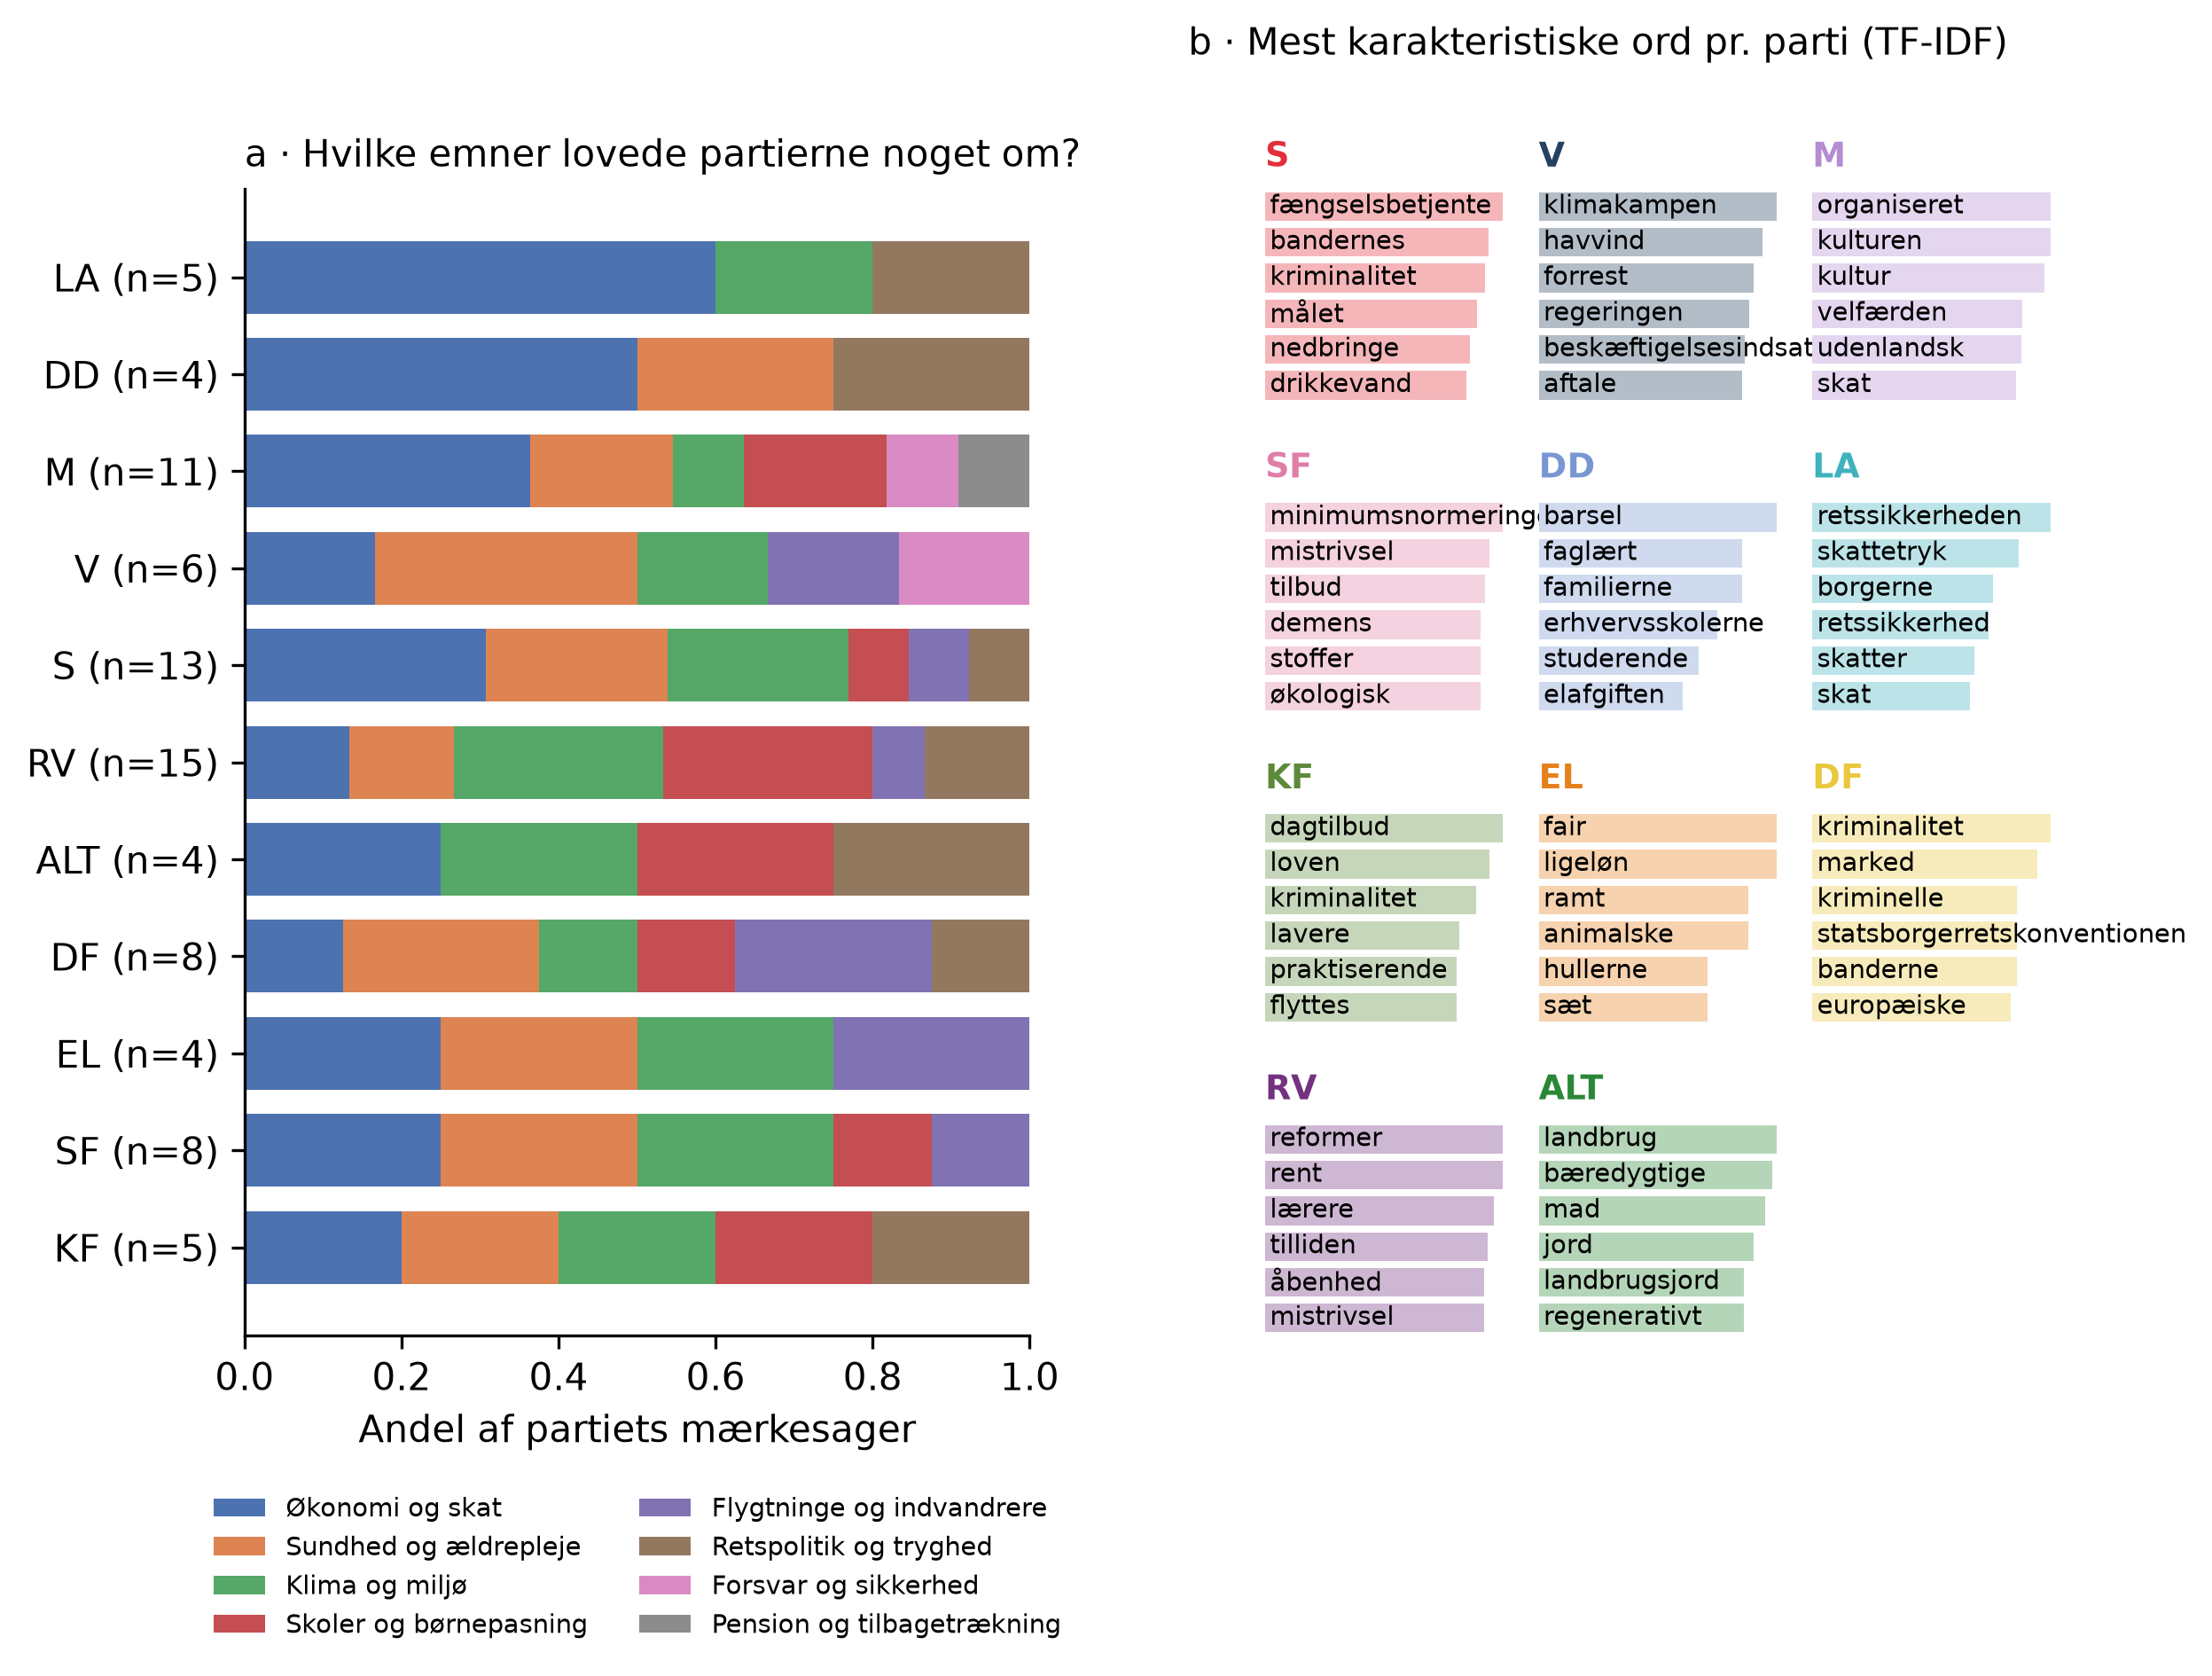 b · Mest karakteristiske ord pr. parti (TF-IDF)
a · Hvilke emner lovede partierne noget om?
LA (n=5)
DD (n=4)
M (n=11)
V (n=6)
S (n=13)
RV (n=15)
ALT (n=4)
DF (n=8)
EL (n=4)
SF (n=8)
KF (n=5)
0.0 0.2 0.4 0.6 0.8 1.0
Andel af partiets mærkesager
Økonomi og skat
Sundhed og ældrepleje
Klima og miljø
Skoler og børnepasning
Flygtninge og indvandrere
Retspolitik og tryghed
Forsvar og sikkerhed
Pension og tilbagetrækning
S
fængselsbetjente
bandernes
kriminalitet
målet
nedbringe
drikkevand
V
klimakampen
havvind
forrest
regeringen
beskæftigelsesindsat
aftale
M
organiseret
kulturen
kultur
velfærden
udenlandsk
skat
SF
minimumsnormeringe
mistrivsel
tilbud
demens
stoffer
økologisk
DD
barsel
faglært
familierne
erhvervsskolerne
studerende
elafgiften
LA
retssikkerheden
skattetryk
borgerne
retssikkerhed
skatter
skat
KF
dagtilbud
loven
kriminalitet
lavere
praktiserende
flyttes
EL
fair
ligeløn
ramt
animalske
hullerne
sæt
DF
kriminalitet
marked
kriminelle
statsborgerretskonventionen
banderne
europæiske
RV
reformer
rent
lærere
tilliden
åbenhed
mistrivsel
ALT
landbrug
bæredygtige
mad
jord
landbrugsjord
regenerativt